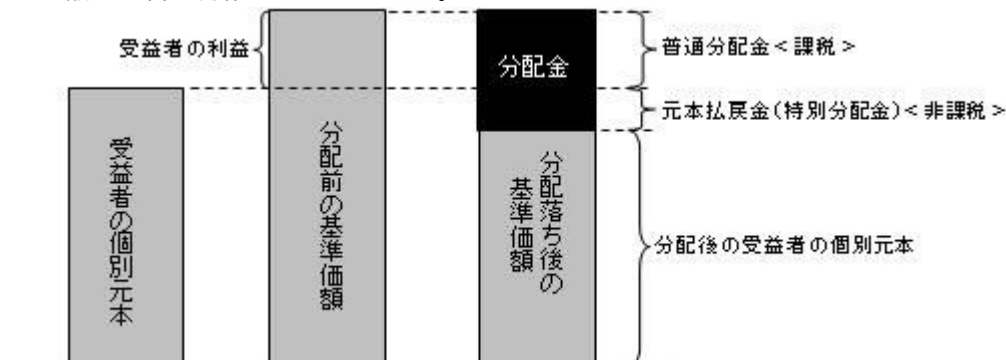 受益者の利益
分配金
普通分配金<課税>
元本払戻金(特別分配金)<非課税>
受益者の個別元本
分配前の基準価額
分配落ち後の
基準価額
分配後の受益者の個別元本